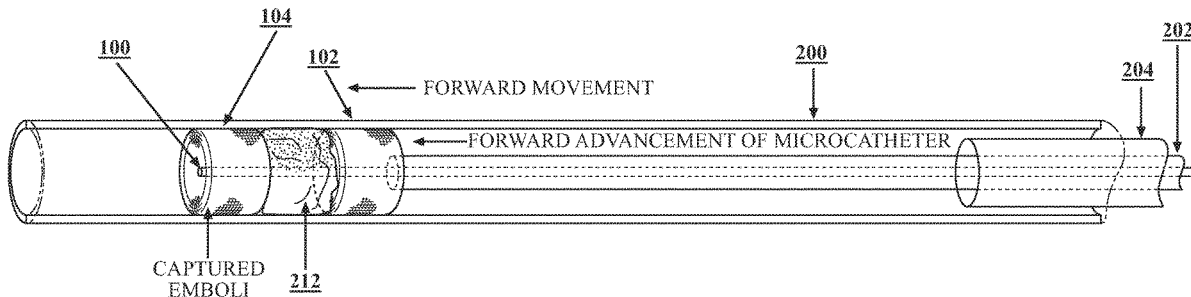 100
104
102
200
202
204
FORWARD MOVEMENT
FORWARD ADVANCEMENT OF MICROCATHETER
CAPTURED
EMBOLI
212